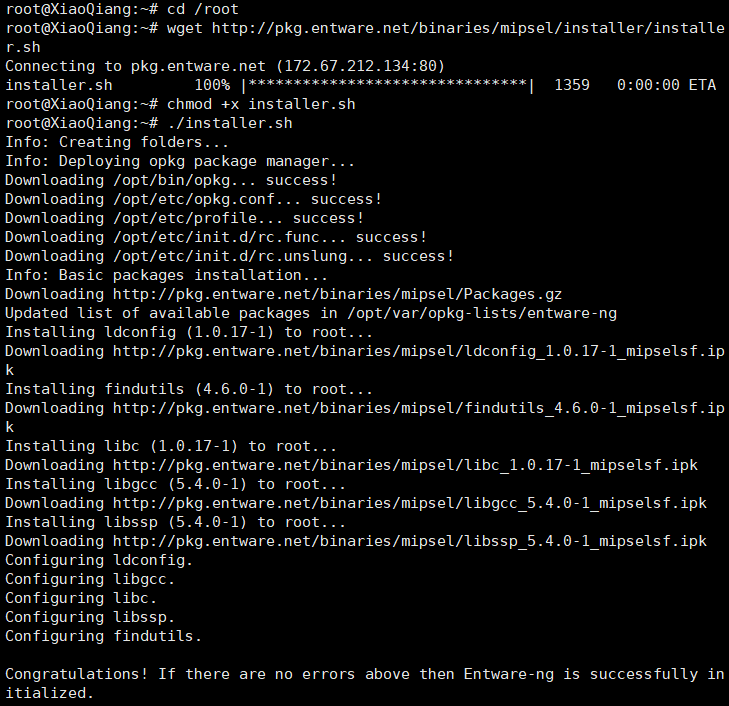 root@XiaoQiang:~# cd /root
root@XiaoQiang:~# wget http://pkg.entware.net/binaries/mipsel/installer/installe
r.sh
Connecting to pkg.entware.net (172.67.212.134:80)
installer.sh         100% |*******************************|  1359   0:00:00 ETA
root@XiaoQiang:~# chmod +x installer.sh
root@XiaoQiang:~# ./installer.sh
Info: Creating folders...
Info: Deploying opkg package manager...
Downloading /opt/bin/opkg... success!
Downloading /opt/etc/opkg.conf... success!
Downloading /opt/etc/profile... success!
Downloading /opt/etc/init.d/rc.func... success!
Downloading /opt/etc/init.d/rc.unslung... success!
Info: Basic packages installation...
Downloading http://pkg.entware.net/binaries/mipsel/Packages.gz
Updated list of available packages in /opt/var/opkg-lists/entware-ng
Installing ldconfig (1.0.17-1) to root...
Downloading http://pkg.entware.net/binaries/mipsel/ldconfig_1.0.17-1_mipselsf.ip
k
Installing findutils (4.6.0-1) to root...
Downloading http://pkg.entware.net/binaries/mipsel/findutils_4.6.0-1_mipselsf.ip
k
Installing libc (1.0.17-1) to root...
Downloading http://pkg.entware.net/binaries/mipsel/libc_1.0.17-1_mipselsf.ipk
Installing libgcc (5.4.0-1) to root...
Downloading http://pkg.entware.net/binaries/mipsel/libgcc_5.4.0-1_mipselsf.ipk
Installing libssp (5.4.0-1) to root...
Downloading http://pkg.entware.net/binaries/mipsel/libssp_5.4.0-1_mipselsf.ipk
Configuring ldconfig.
Configuring libgcc.
Configuring libc.
Configuring libssp.
Configuring findutils.
Congratulations! If there are no errors above then Entware-ng is successfully in
itialized.